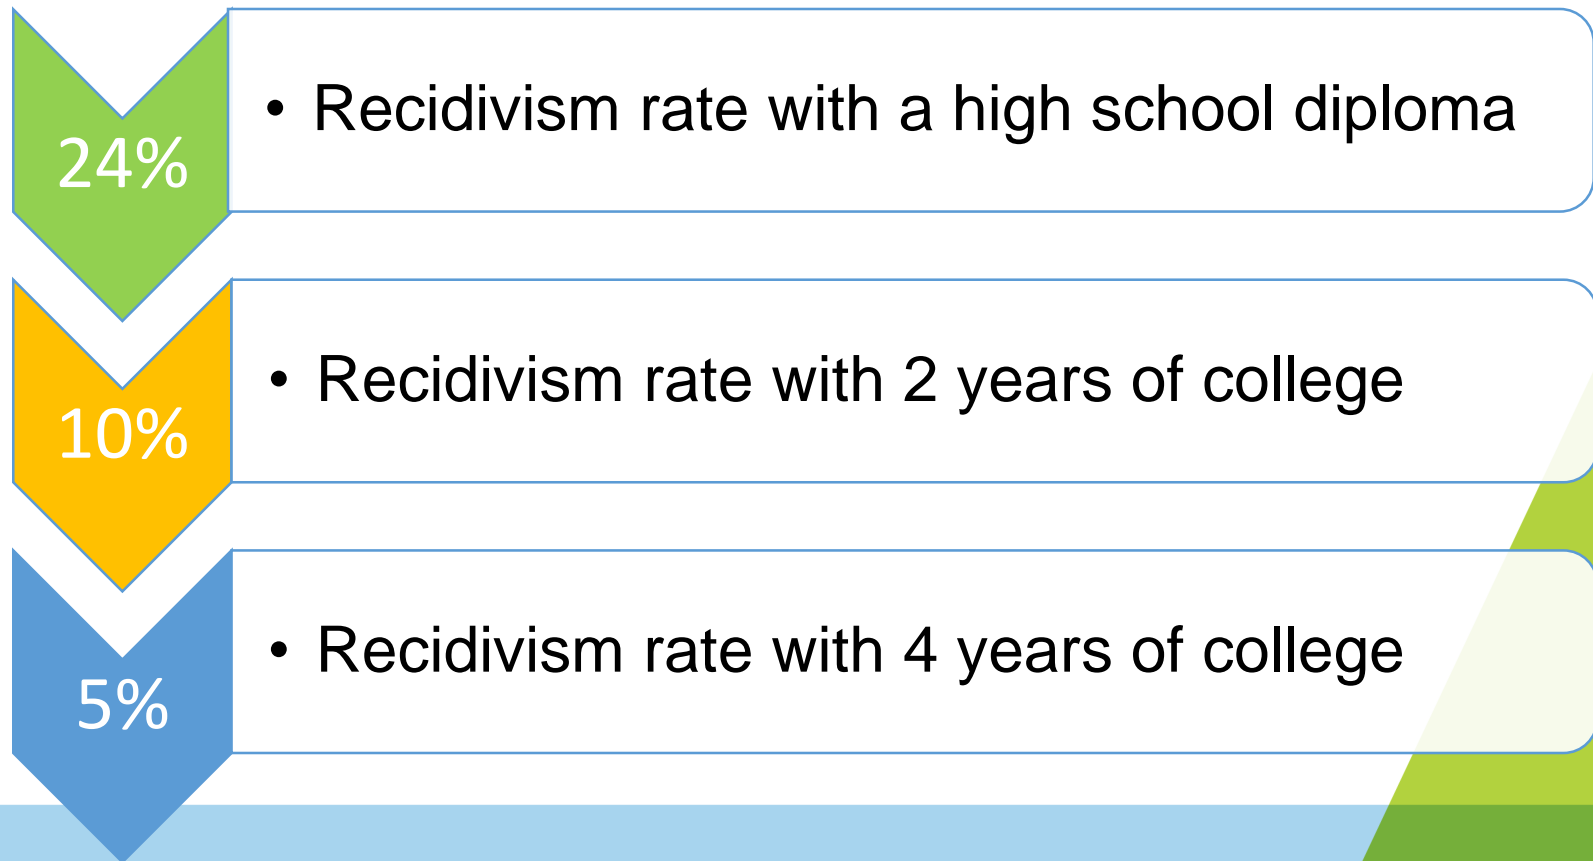 24%
• Recidivism rate with a high school diploma
10%
• Recidivism rate with 2 years of college
5%
• Recidivism rate with 4 years of college